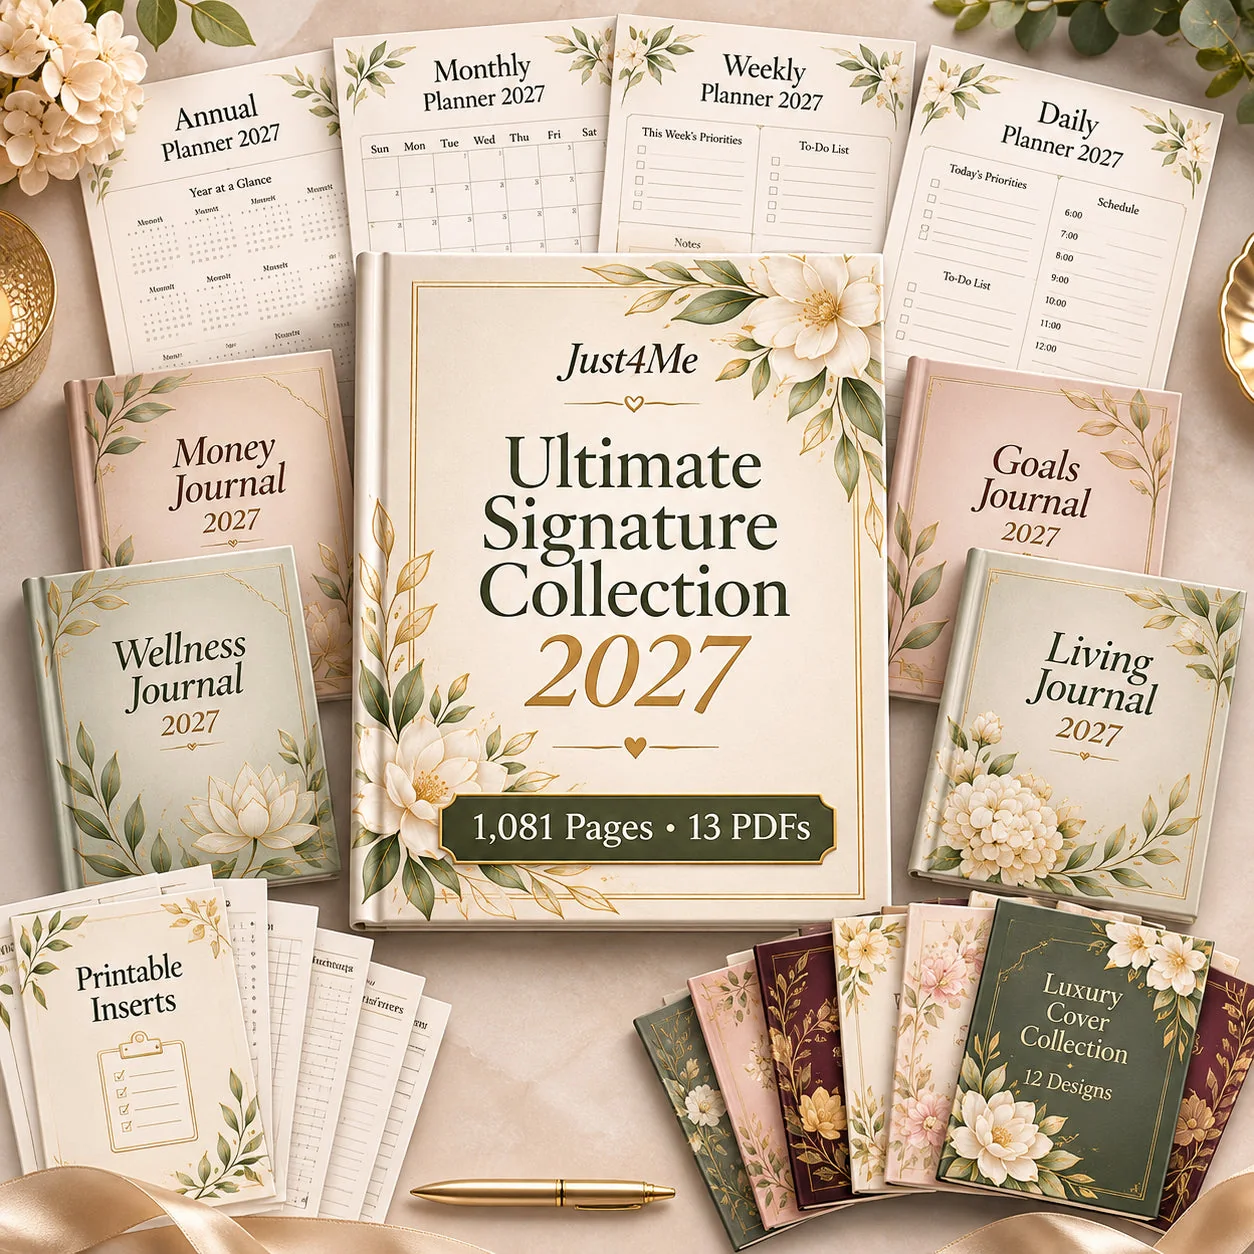 Annual
Planner 2027
Year at a Glance
Monthly
Planner 2027
Sun Mon Tue Wed Thu Fri Sat
Weekly
Planner 2027
This Week's Priorities
To-Do List
Notes
Daily
Planner 2027
Today's Priorities
Schedule
6:00
7:00
8:00
9:00
10:00
11:00
12:00
To-Do List
Just4Me
Ultimate
Signature
Collection
2027
1,081 Pages • 13 PDFs
Money
Journal
2027
Goals
Journal
2027
Wellness
Journal
2027
Living
Journal
2027
Printable
Inserts
Luxury
Cover
Collection
12 Designs